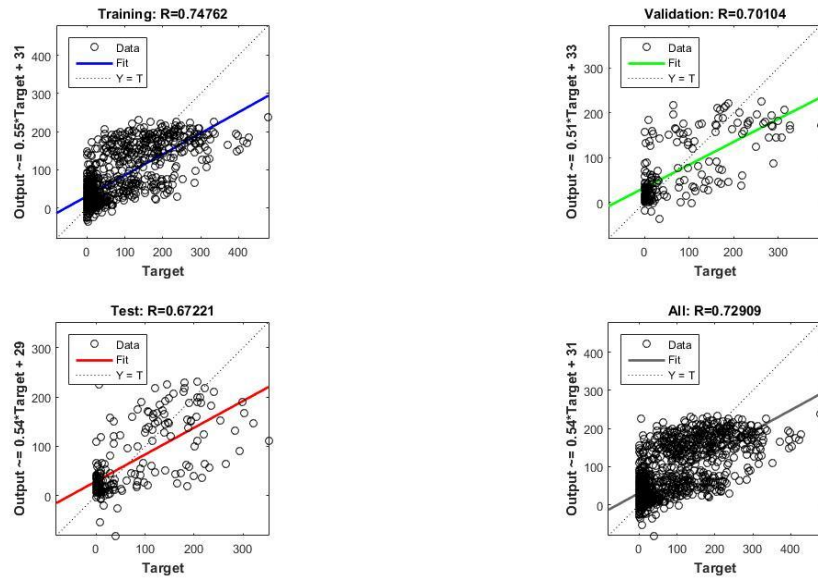 Training: R=0.74762
Output ~= 0.55*Target + 31
400
300
200
100
0
Data
Fit
Y = T
0 100 200 300 400
Target
Validation: R=0.70104
Output ~= 0.51*Target + 33
300
200
100
0
Data
Fit
Y = T
0 100 200 300
Target
Test: R=0.67221
Output ~= 0.54*Target + 29
300
200
100
0
Data
Fit
Y = T
0 100 200 300
Target
All: R=0.72909
Output ~= 0.54*Target + 31
400
300
200
100
0
Data
Fit
Y = T
0 100 200 300 400
Target